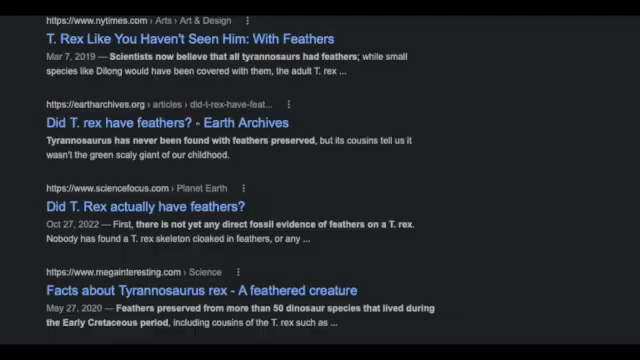 https://www.nytimes.com › Arts › Art & Design
T. Rex Like You Haven't Seen Him: With Feathers
Mar 7, 2019 — Scientists now believe that all tyrannosaurs had feathers; while small
species like Dilong would have been covered with them, the adult T. rex ...
https://eartharchives.org › articles › did-t-rex-have-feat...
Did T. rex have feathers? - Earth Archives
Tyrannosaurus has never been found with feathers preserved, but its cousins tell us it
wasn't the green scaly giant of our childhood.
https://www.sciencefocus.com › Planet Earth
Did T. Rex actually have feathers?
Oct 27, 2022 — First, there is not yet any direct fossil evidence of feathers on a T. rex.
Nobody has found a T. rex skeleton cloaked in feathers, or any ...
https://www.megainteresting.com › Science
Facts about Tyrannosaurus rex - A feathered creature
May 27, 2020 — Feathers preserved from more than 50 dinosaur species that lived during
the Early Cretaceous period, including cousins of the T. rex such as ...